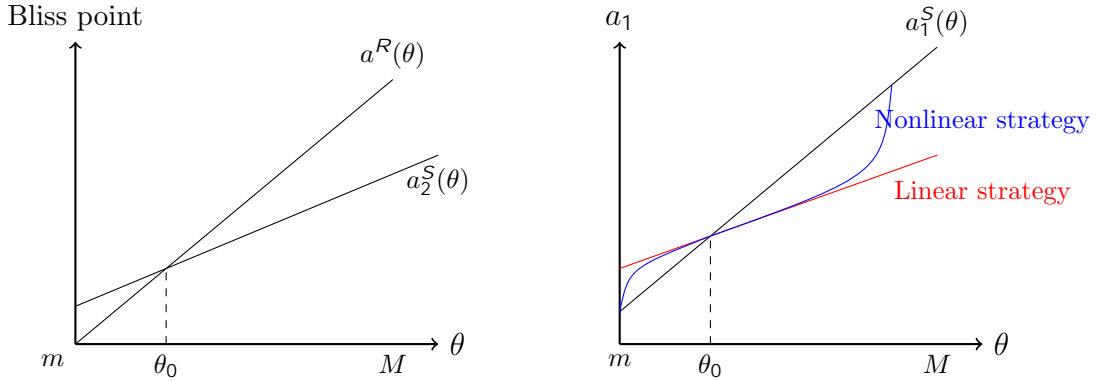 Bliss point
a^R(θ)
a_2^S(θ)
m
θ_0
M
θ
a_1
a_1^S(θ)
Nonlinear strategy
Linear strategy
m
θ_0
M
θ